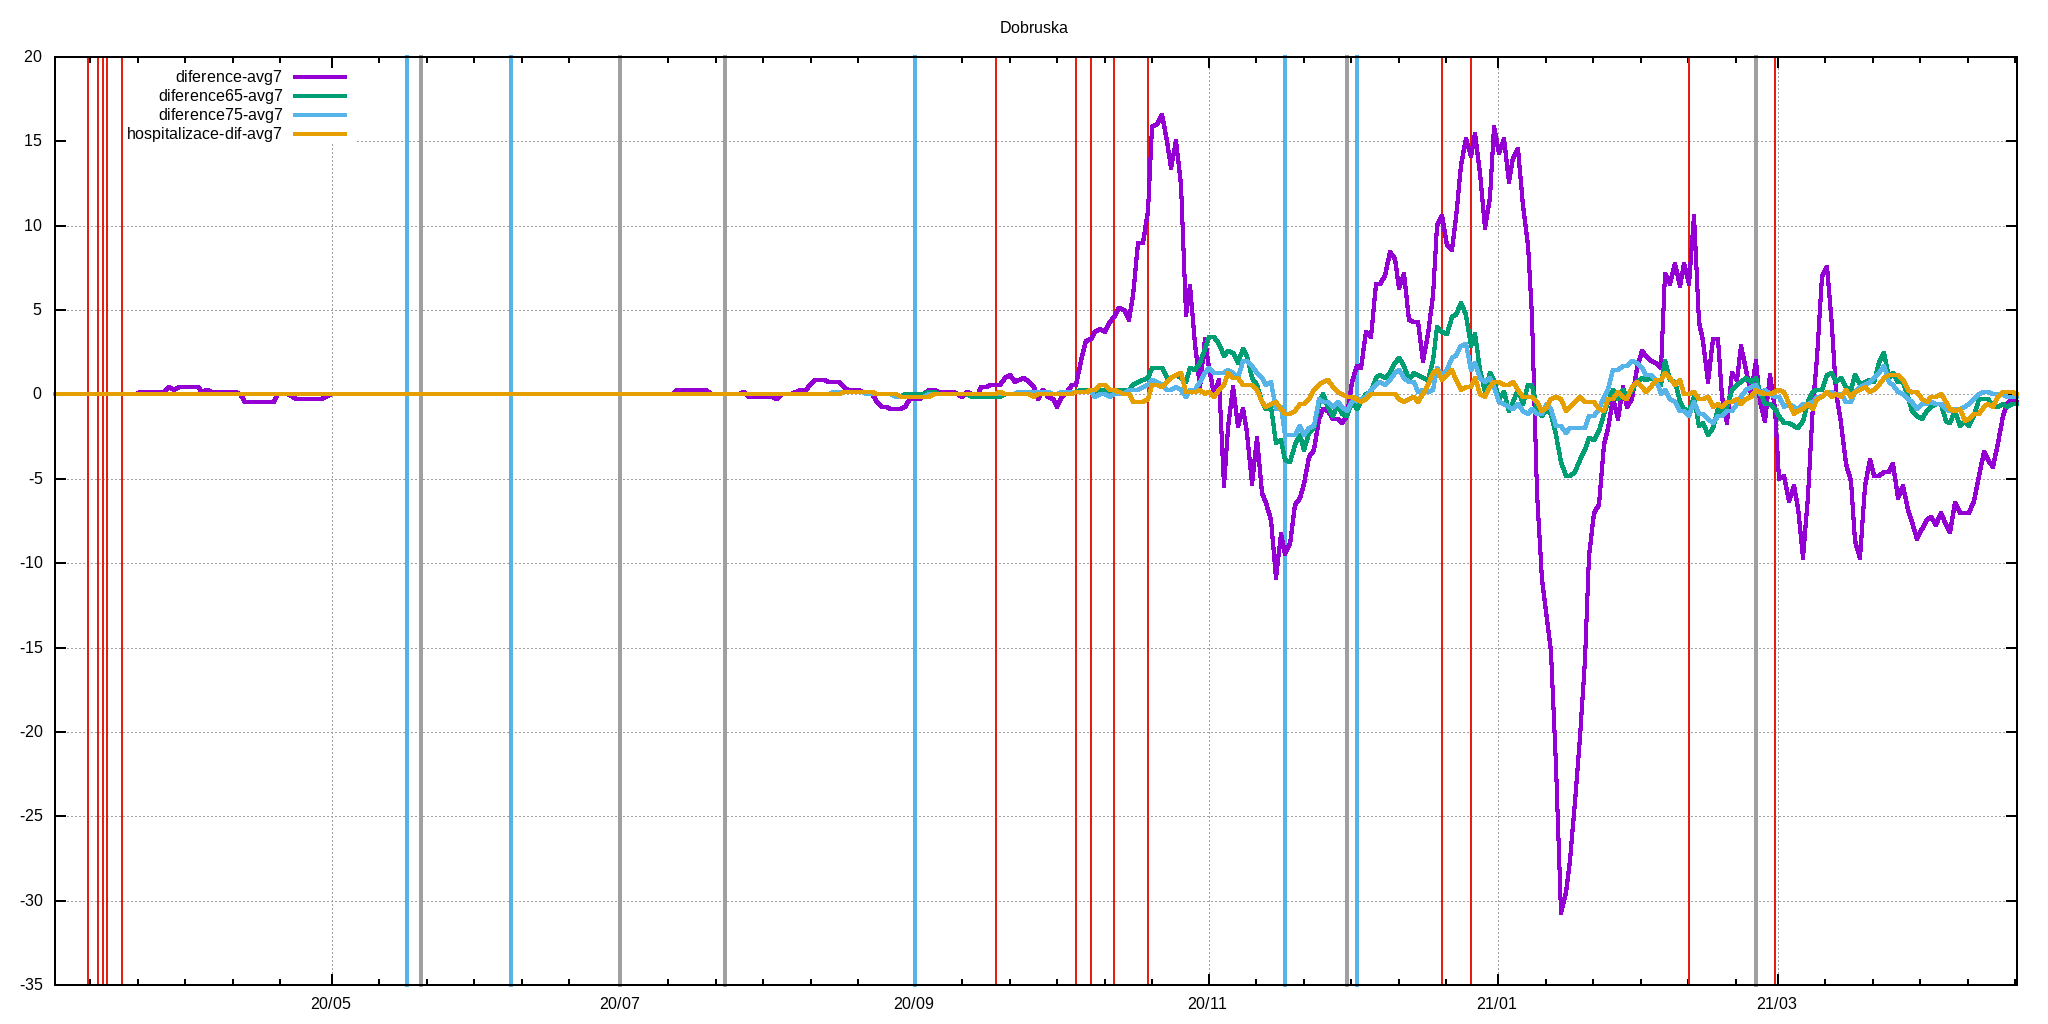 Dobruska
diference-avg7
diference65-avg7
diference75-avg7
hospitalizace-dif-avg7
20
15
10
5
0
-5
-10
-15
-20
-25
-30
-35
20/05 20/07 20/09 20/11 21/01 21/03